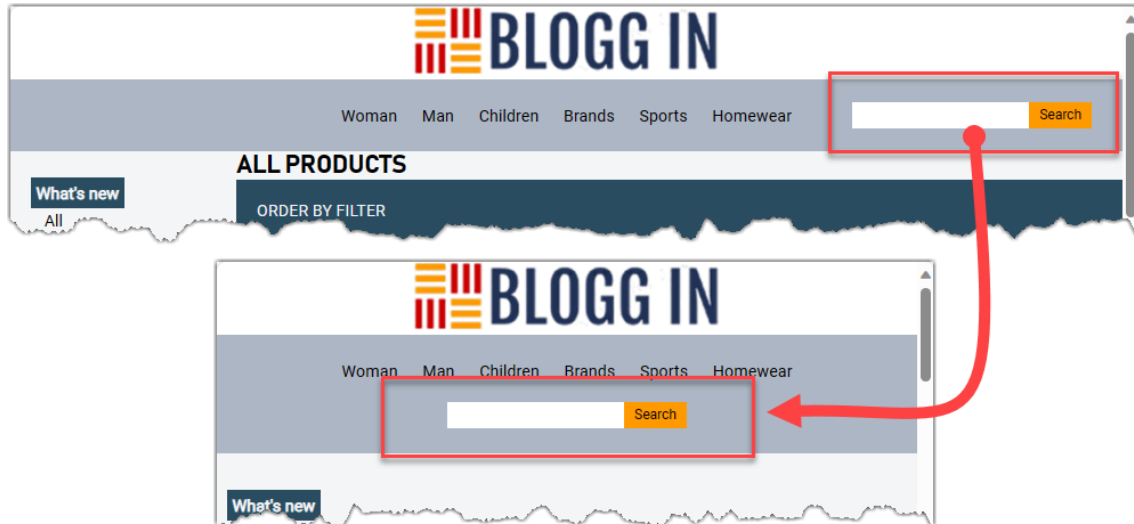 BLOGG IN
Woman Man Children Brands Sports Homewear Search
ALL PRODUCTS
What's new
All
ORDER BY FILTER
BLOGG IN
Woman Man Children Brands Sports Homewear
Search
What's new